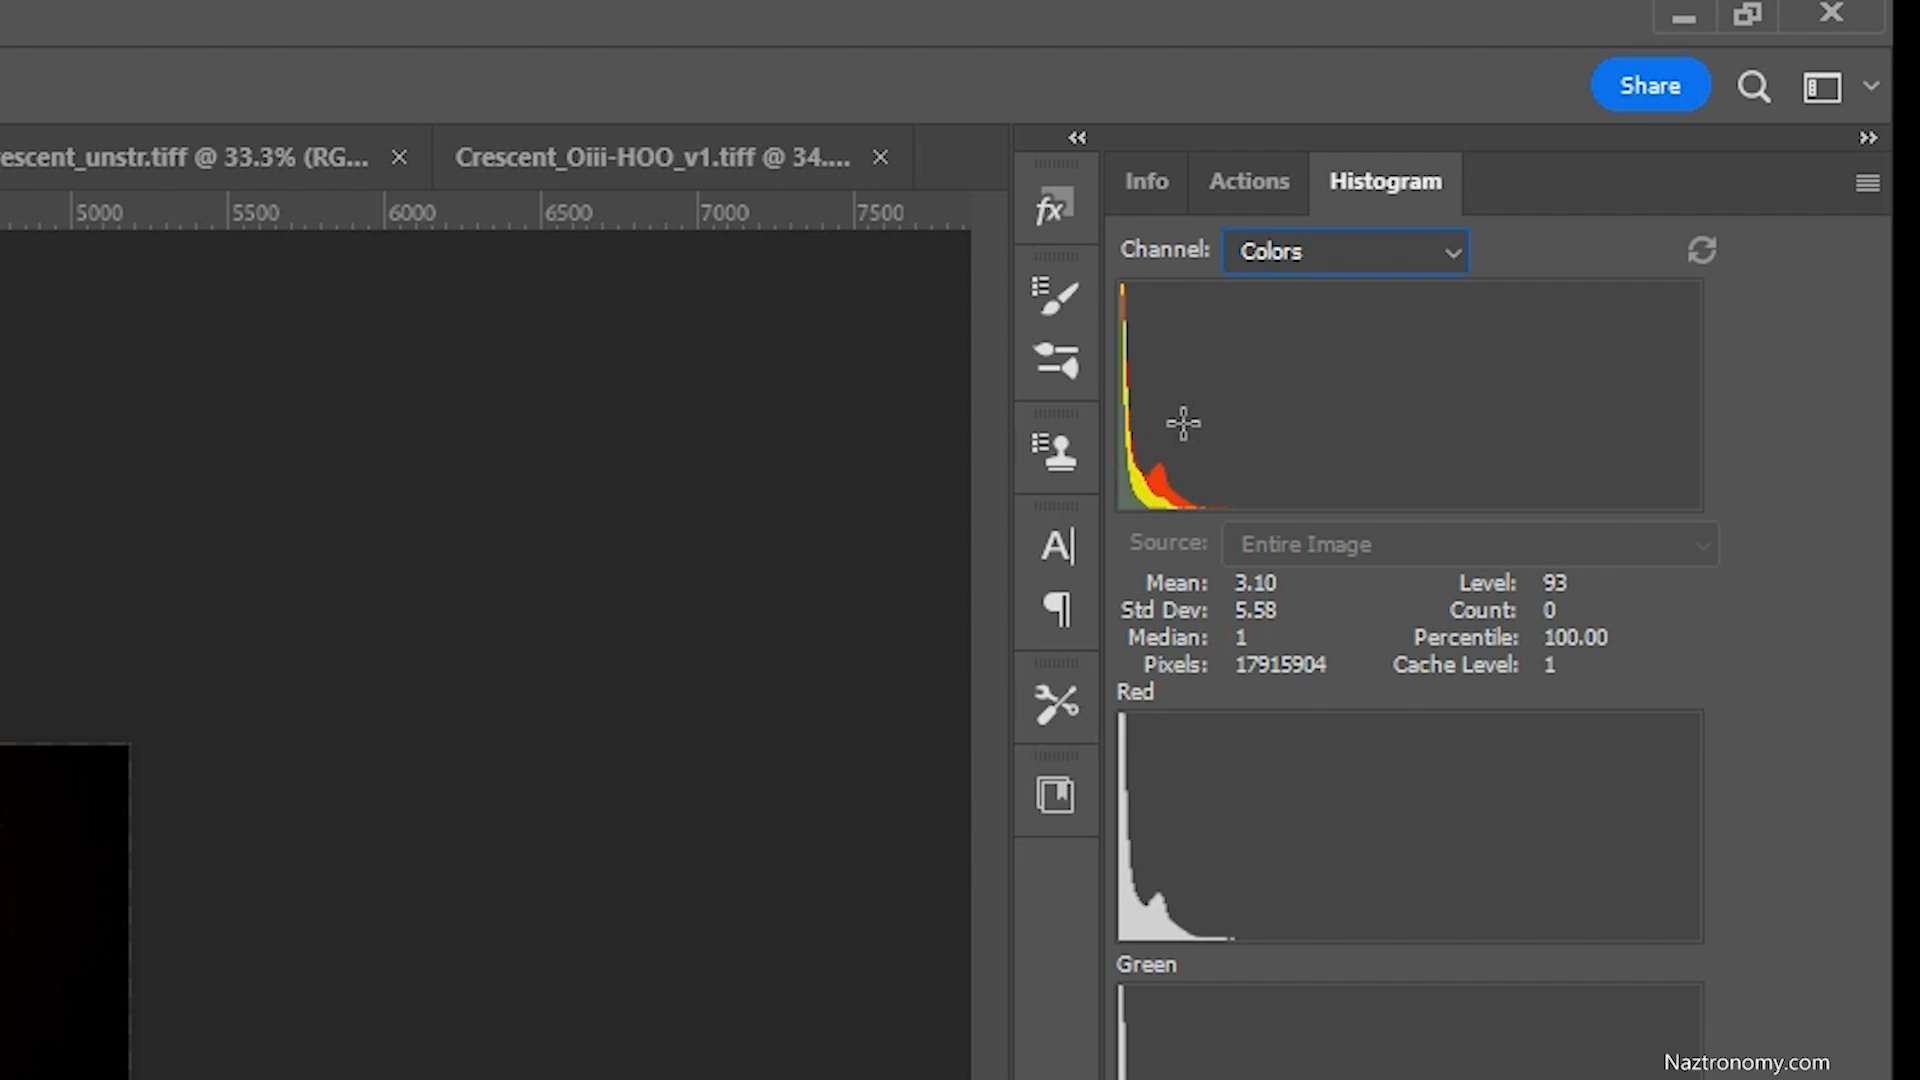 Share
escent_unstr.tiff @ 33.3% (RG... Crescent_Oiii-HOO_v1.tiff @ 34....
5000 5500 6000 6500 7000 7500
Info Actions Histogram
fx
Channel: Colors
Source: Entire Image
Mean: 3.10 Level: 93
Std Dev: 5.58 Count: 0
Median: 1 Percentile: 100.00
Pixels: 17915904 Cache Level: 1
Red
Green
Naztronomy.com